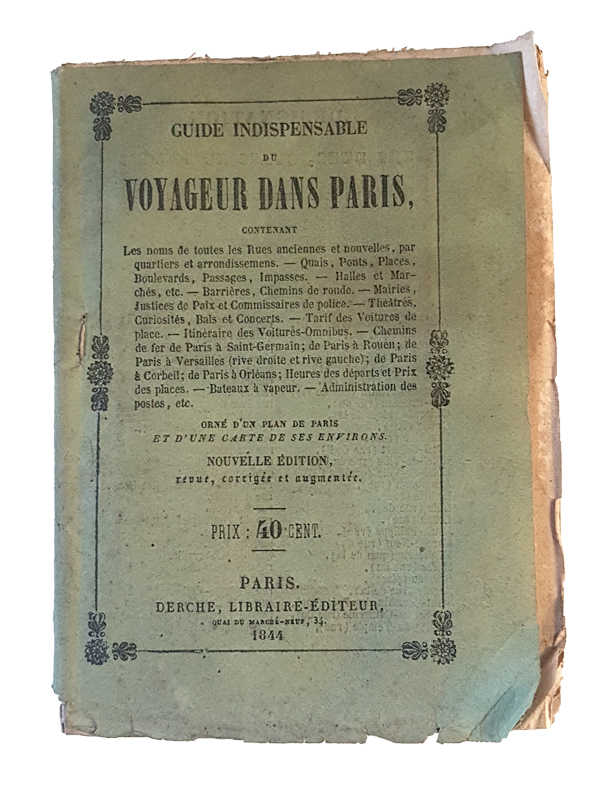 GUIDE INDISPENSABLE
DU
VOYAGEUR DANS PARIS,
CONTENANT
Les noms de toutes les Rues anciennes et nouvelles, par
quartiers et arrondissemens. — Quais, Ponts, Places,
Boulevards, Passages, Impasses. — Halles et Mar-
chés, etc. — Barrières, Chemins de ronde. — Mairies,
Justices de Paix et Commissaires de police. — Théâtres,
Curiosités, Bals et Concerts. — Tarif des Voitures de
place. — Itinéraire des Voitures-Omnibus. — Chemins
de fer de Paris à Saint-Germain; de Paris à Rouen; de
Paris à Versailles (rive droite et rive gauche); de Paris
à Corbeil; de Paris à Orléans; Heures des départs et Prix
des places. — Bateaux à vapeur. — Administration des
postes, etc.
ORNÉ D'UN PLAN DE PARIS
ET D'UNE CARTE DE SES ENVIRONS.
NOUVELLE ÉDITION,
revue, corrigée et augmentée.
PRIX : 40 CENT.
PARIS.
DERCHE, LIBRAIRE-ÉDITEUR,
QUAI DU MARCHÉ-NEUF, 34.
1844